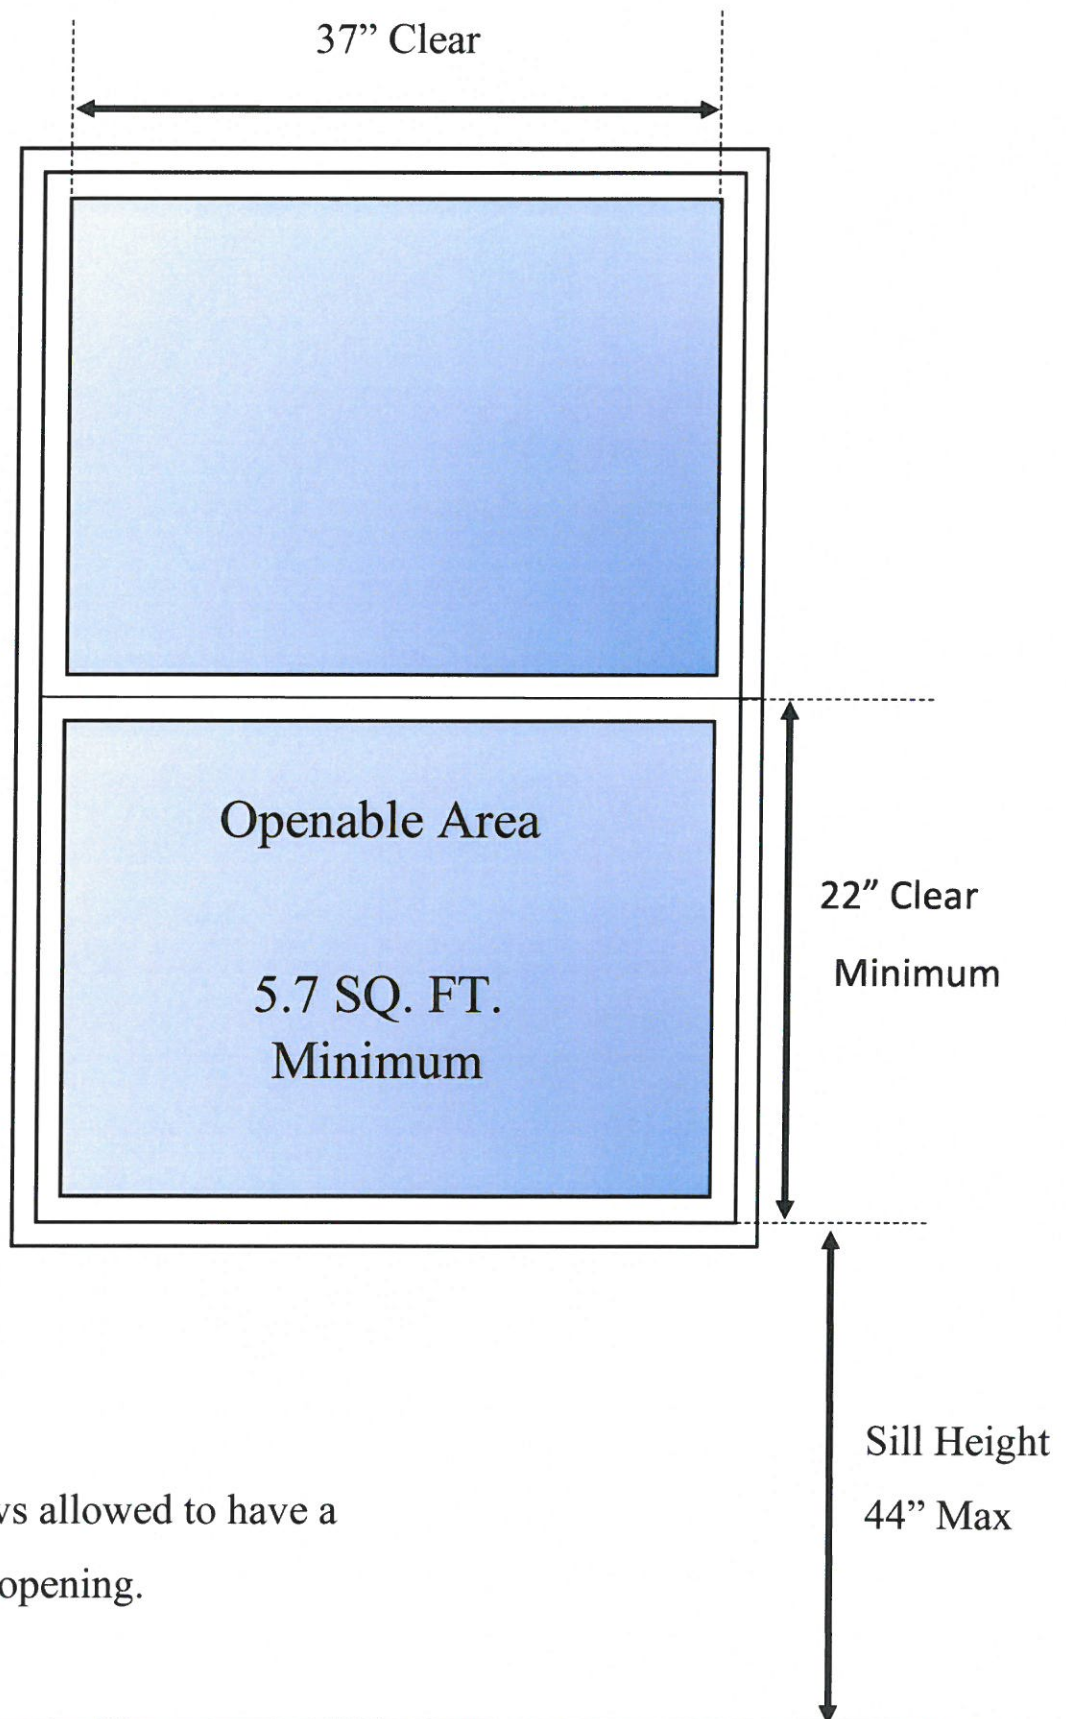 37” Clear
Openable Area
5.7 SQ. FT.
Minimum
22” Clear
Minimum
Sill Height
44” Max
allowed to have a
opening.